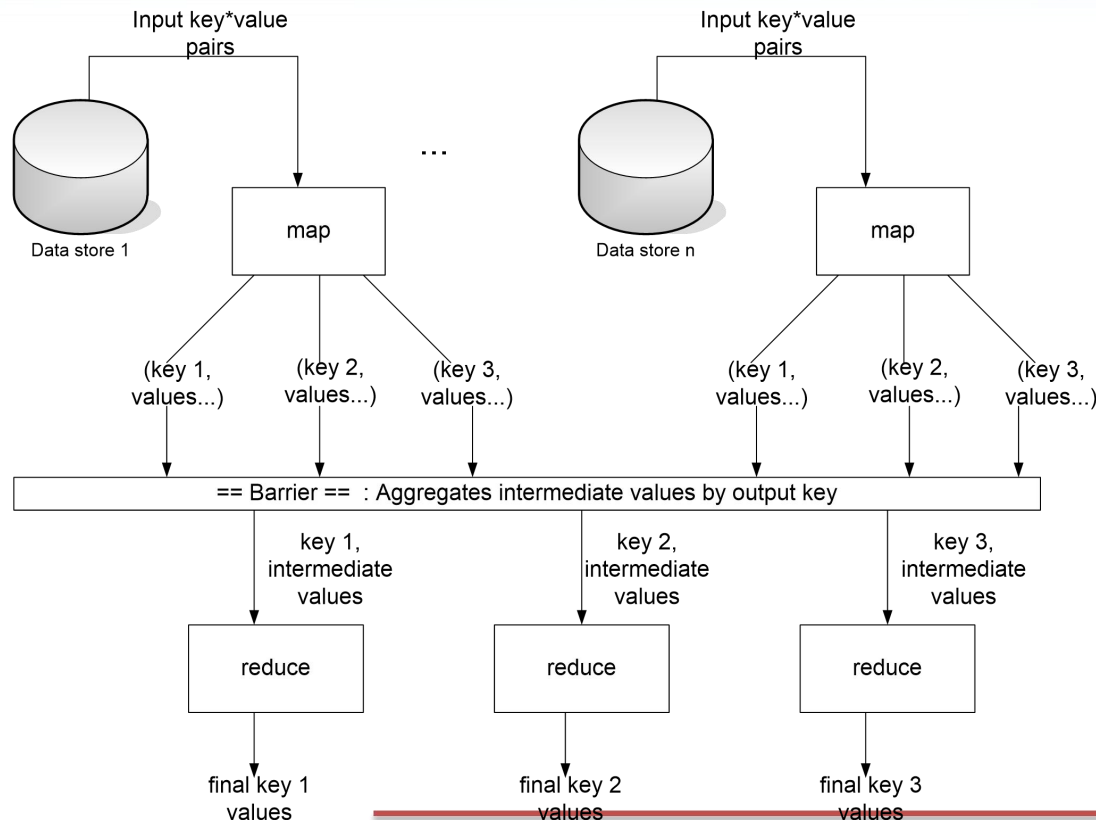 Input key*value
pairs
Input key*value
pairs
...
Data store 1
map
Data store n
map
(key 1,
values...)
(key 2,
values...)
(key 3,
values...)
(key 1,
values...)
(key 2,
values...)
(key 3,
values...)
== Barrier == : Aggregates intermediate values by output key
key 1,
intermediate
values
key 2,
intermediate
values
key 3,
intermediate
values
reduce
reduce
reduce
final key 1
values
final key 2
values
final key 3
values